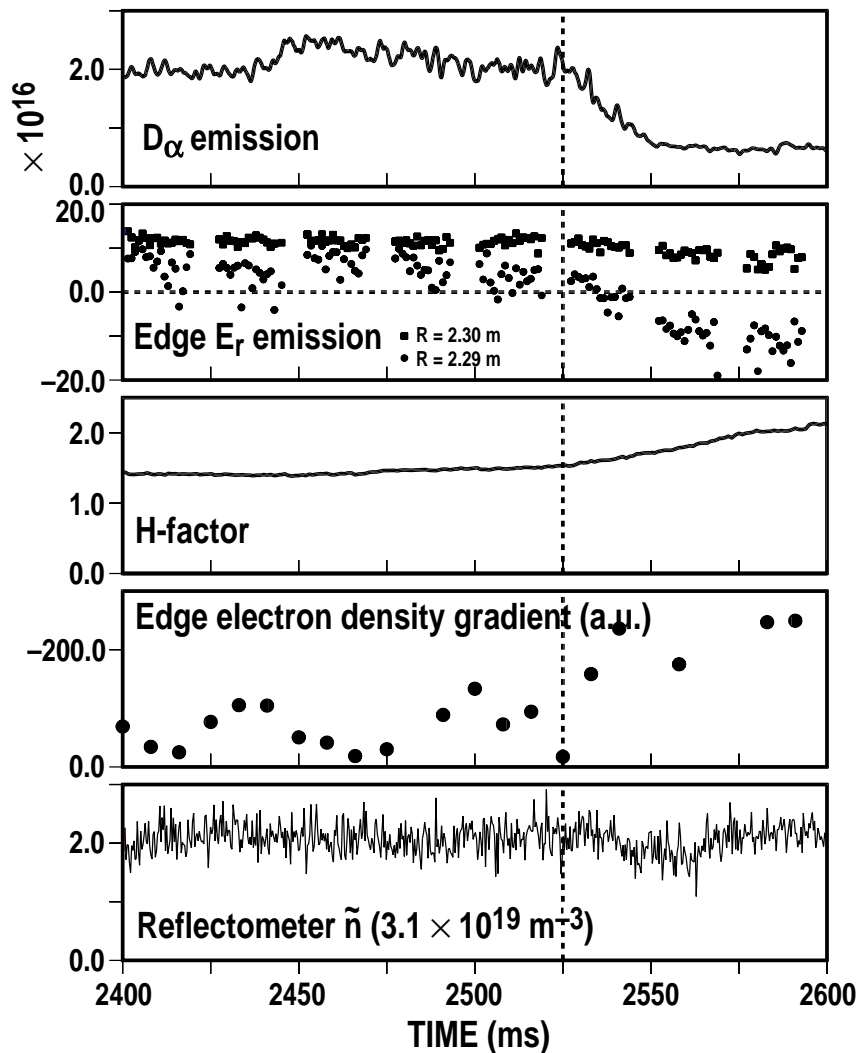 × 10¹⁶
2.0
0.0
Dα emission
20.0
0.0
−20.0
Edge Er emission
R = 2.30 m
R = 2.29 m
2.0
1.0
0.0
H-factor
Edge electron density gradient (a.u.)
−200.0
0.0
2.0
0.0
Reflectometer ñ (3.1 × 10¹⁹ m⁻³)
2400 2450 2500 2550 2600
TIME (ms)